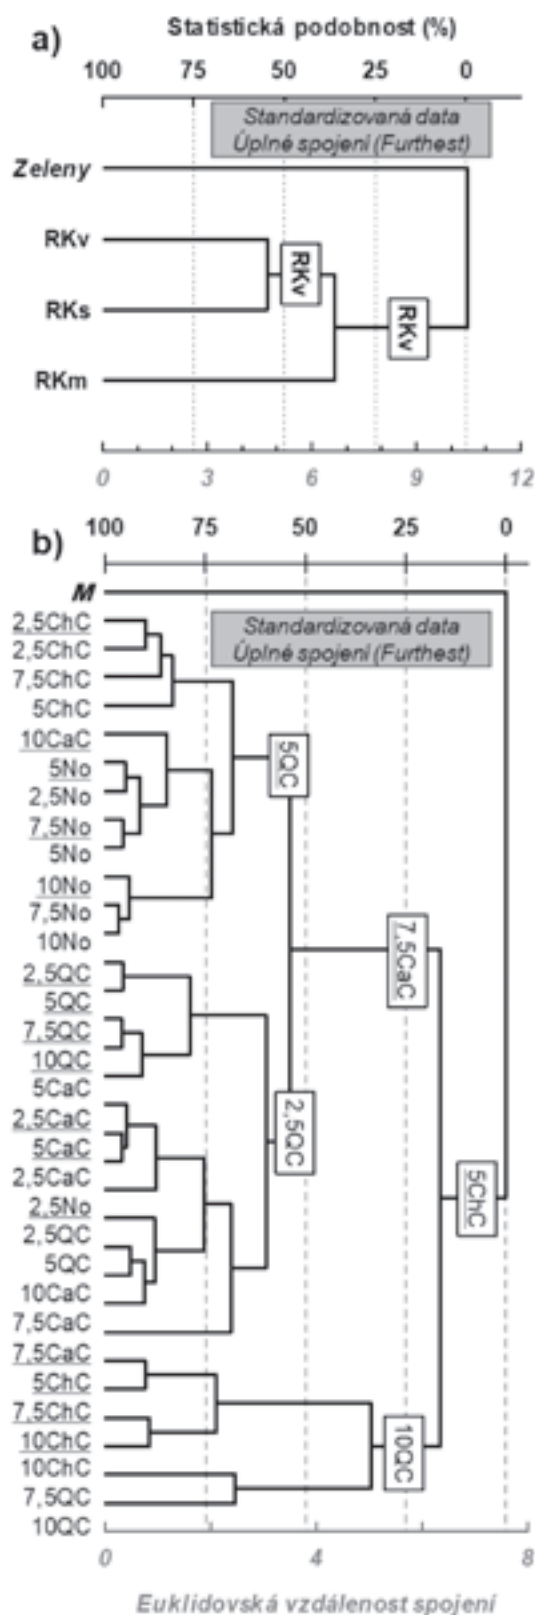 a)
Statistická podobnost (%)
100 75 50 25 0
Standardizovaná data
Úplné spojení (Furthest)
Zeleny
RKv
RKs
RKm
RKv
RKv
0 3 6 9 12
b)
100 75 50 25 0
M
Standardizovaná data
Úplné spojení (Furthest)
2,5ChC
2,5ChC
7,5ChC
5ChC
10CaC
5No
2,5No
7,5No
5No
10No
7,5No
10No
2,5QC
5QC
7,5QC
10QC
5CaC
2,5CaC
5CaC
2,5CaC
2,5No
2,5QC
5QC
10CaC
7,5CaC
7,5CaC
5ChC
7,5ChC
10ChC
10ChC
7,5QC
10QC
5QC
7,5CaC
2,5QC
5ChC
10QC
0 4 8
Euklidovská vzdálenost spojení